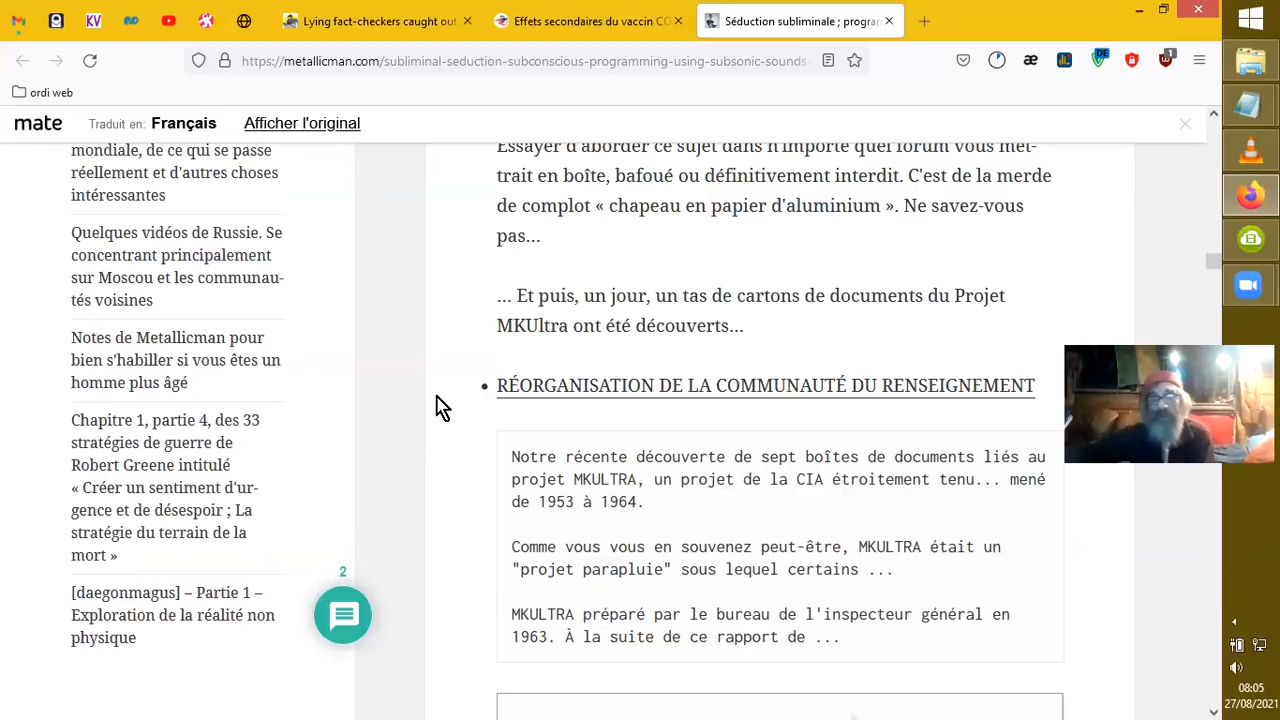 Lying fact-checkers caught out
Effets secondaires du vaccin CO
Séduction subliminale ; program
https://metallicman.com/subliminal-seduction-subconscious-programming-using-subsonic-sounds-
ordi web
mate Traduit en: Français Afficher l'original
mondiale, de ce qui se passe
réellement et d'autres choses
intéressantes
Quelques vidéos de Russie. Se
concentrant principalement
sur Moscou et les communau-
tés voisines
Notes de Metallicman pour
bien s'habiller si vous êtes un
homme plus âgé
Chapitre 1, partie 4, des 33
stratégies de guerre de
Robert Greene intitulé
« Créer un sentiment d'ur-
gence et de désespoir ; La
stratégie du terrain de la
mort »
[daegonmagus] – Partie 1 –
Exploration de la réalité non
physique
2
Essayer d'aborder ce sujet dans n'importe quel forum vous met-
trait en boîte, bafoué ou définitivement interdit. C'est de la merde
de complot « chapeau en papier d'aluminium ». Ne savez-vous
pas...
... Et puis, un jour, un tas de cartons de documents du Projet
MKUltra ont été découverts...
• RÉORGANISATION DE LA COMMUNAUTÉ DU RENSEIGNEMENT
Notre récente découverte de sept boîtes de documents liés au
projet MKULTRA, un projet de la CIA étroitement tenu... mené
de 1953 à 1964.
Comme vous vous en souvenez peut-être, MKULTRA était un
"projet parapluie" sous lequel certains ...
MKULTRA préparé par le bureau de l'inspecteur général en
1963. À la suite de ce rapport de ...
KV
æ
DE
1
08:05
27/08/2021